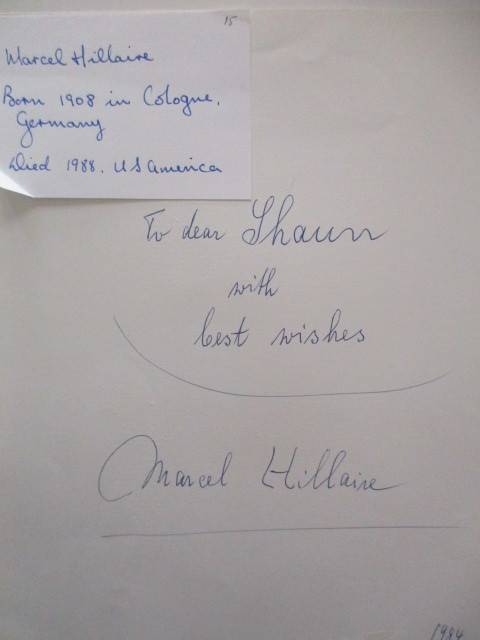 15
Marcel Hillaire
Born 1908 in Cologne,
Germany
Died 1988. US America
To dear Shaun
with
best wishes
Marcel Hillaire
1984